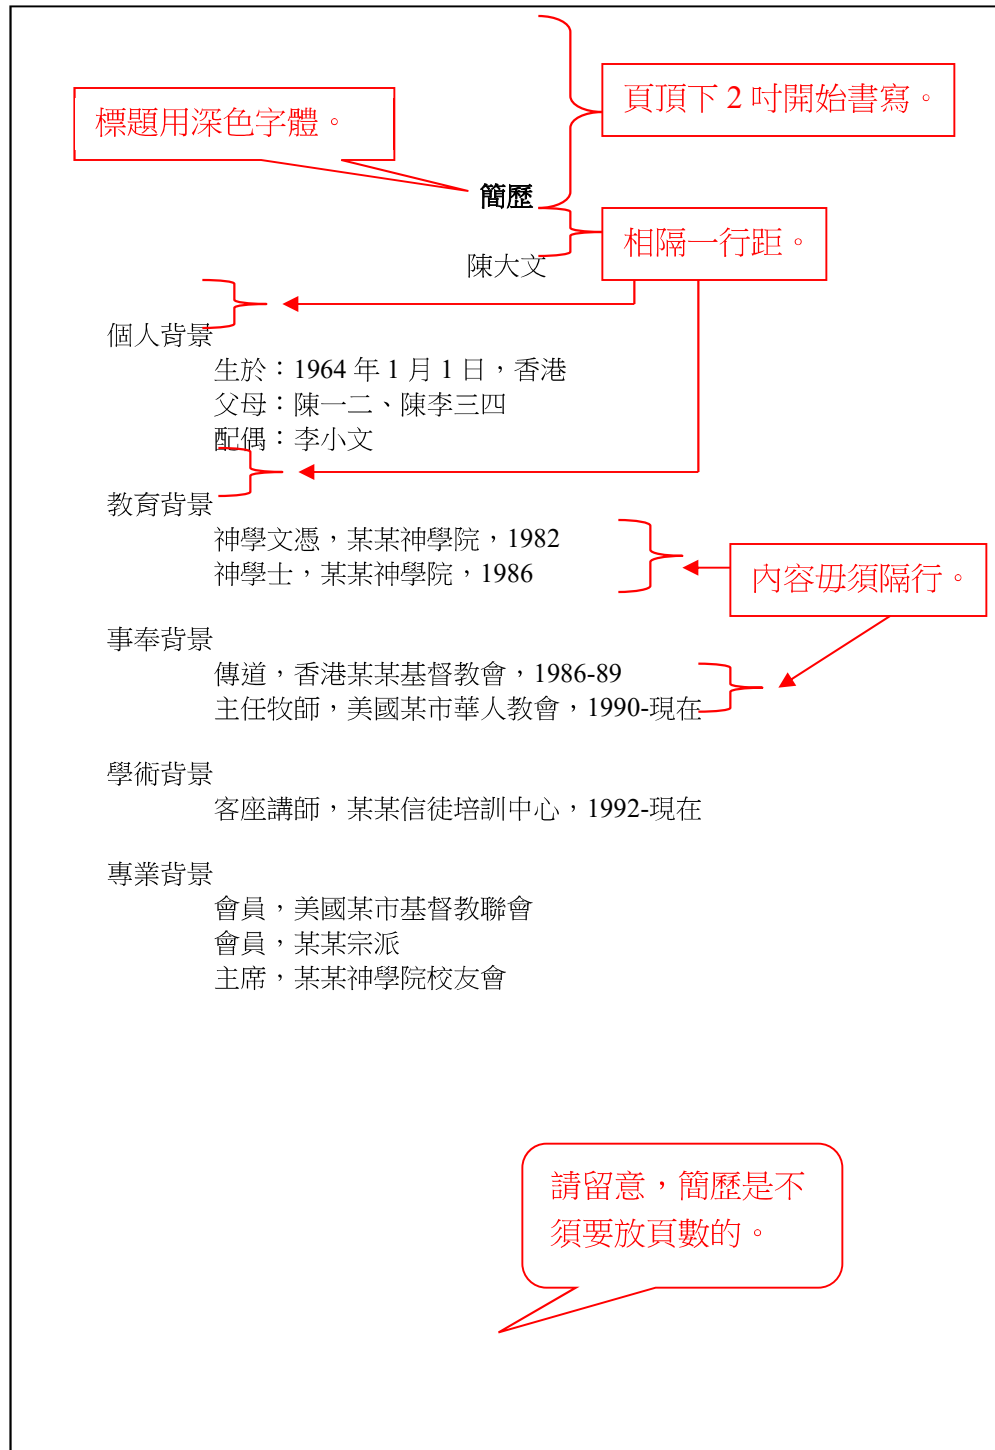 頁頂下 2 吋開始書寫。
標題用深色字體。
簡歷
相隔一行距。
陳大文
個人背景
生於：1964 年 1 月 1 日，香港
父母：陳一二、陳李三四
配偶：李小文
教育背景
神學文憑，某某神學院，1982
神學士，某某神學院，1986
內容毋須隔行。
事奉背景
傳道，香港某某基督教會，1986-89
主任牧師，美國某市華人教會，1990-現在
學術背景
客座講師，某某信徒培訓中心，1992-現在
專業背景
會員，美國某市基督教聯會
會員，某某宗派
主席，某某神學院校友會
請留意，簡歷是不
須要放頁數的。